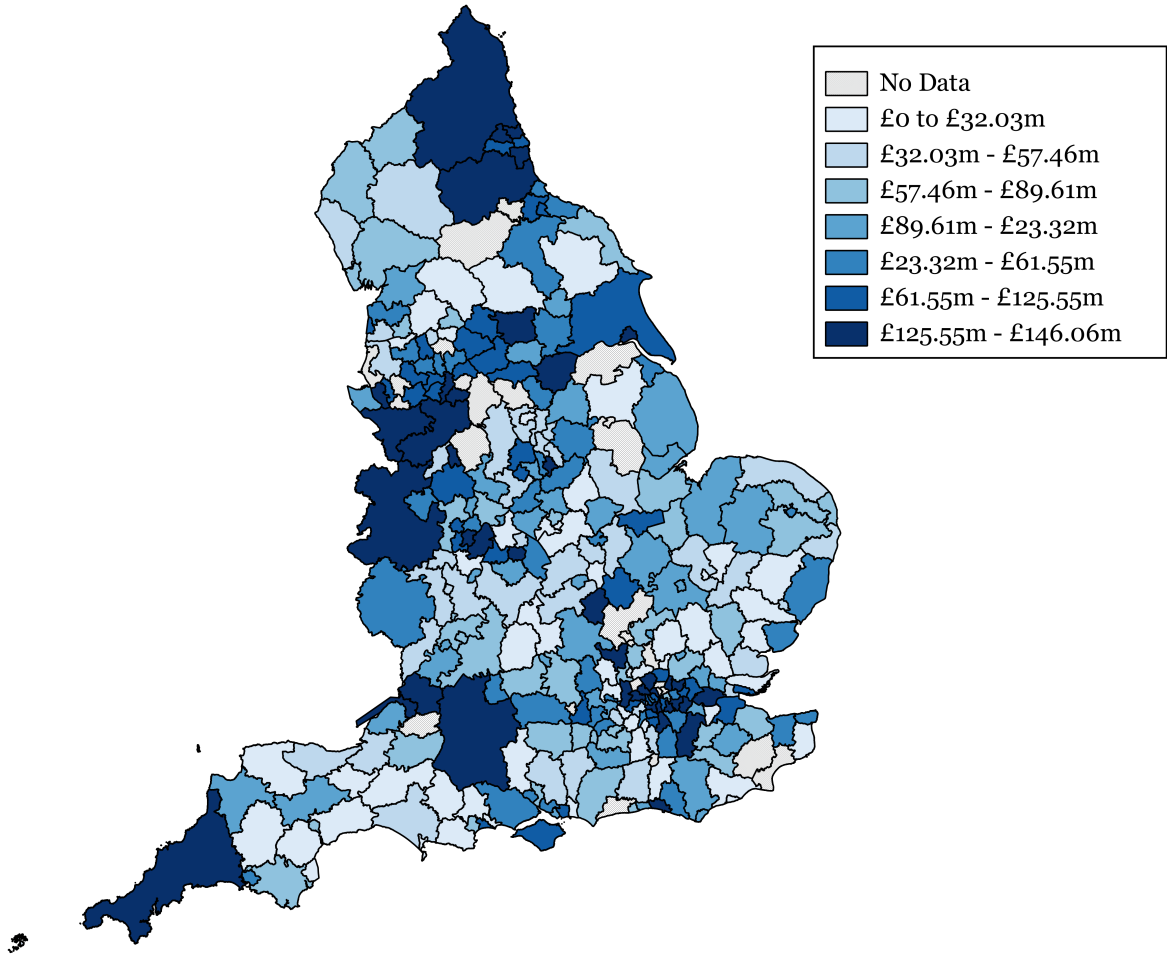 No Data
£0 to £32.03m
£32.03m - £57.46m
£57.46m - £89.61m
£89.61m - £23.32m
£23.32m - £61.55m
£61.55m - £125.55m
£125.55m - £146.06m